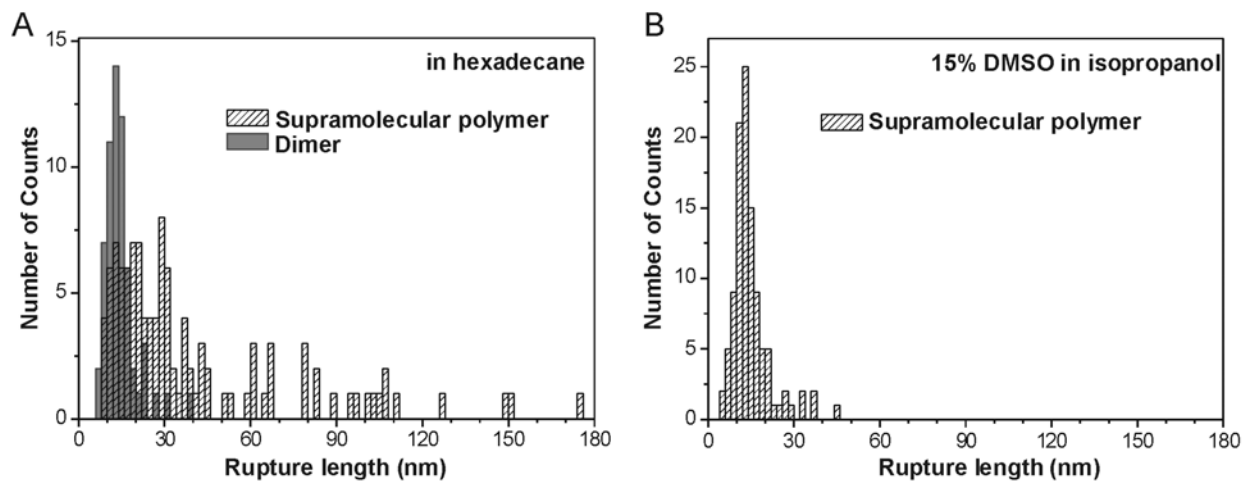 A
15
in hexadecane
Supramolecular polymer
Dimer
10
5
0
Number of Counts
0 30 60 90 120 150 180
Rupture length (nm)
B
25
15% DMSO in isopropanol
Supramolecular polymer
20
15
10
5
0
Number of Counts
0 30 60 90 120 150 180
Rupture length (nm)